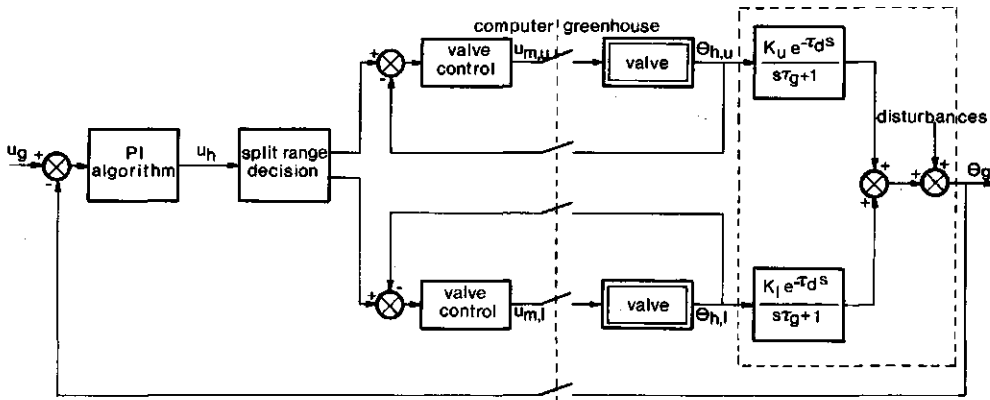 computer greenhouse
u_g
+
-
PI
algorithm
u_h
split range
decision
+
-
valve
control
u_m,u
valve
Θ_h,u
K_u e^-τ_d s
sτ_g+1
disturbances
+
+
+
+
Θ_g
-
+
valve
control
u_m,l
valve
Θ_h,l
K_l e^-τ_d s
sτ_g+1